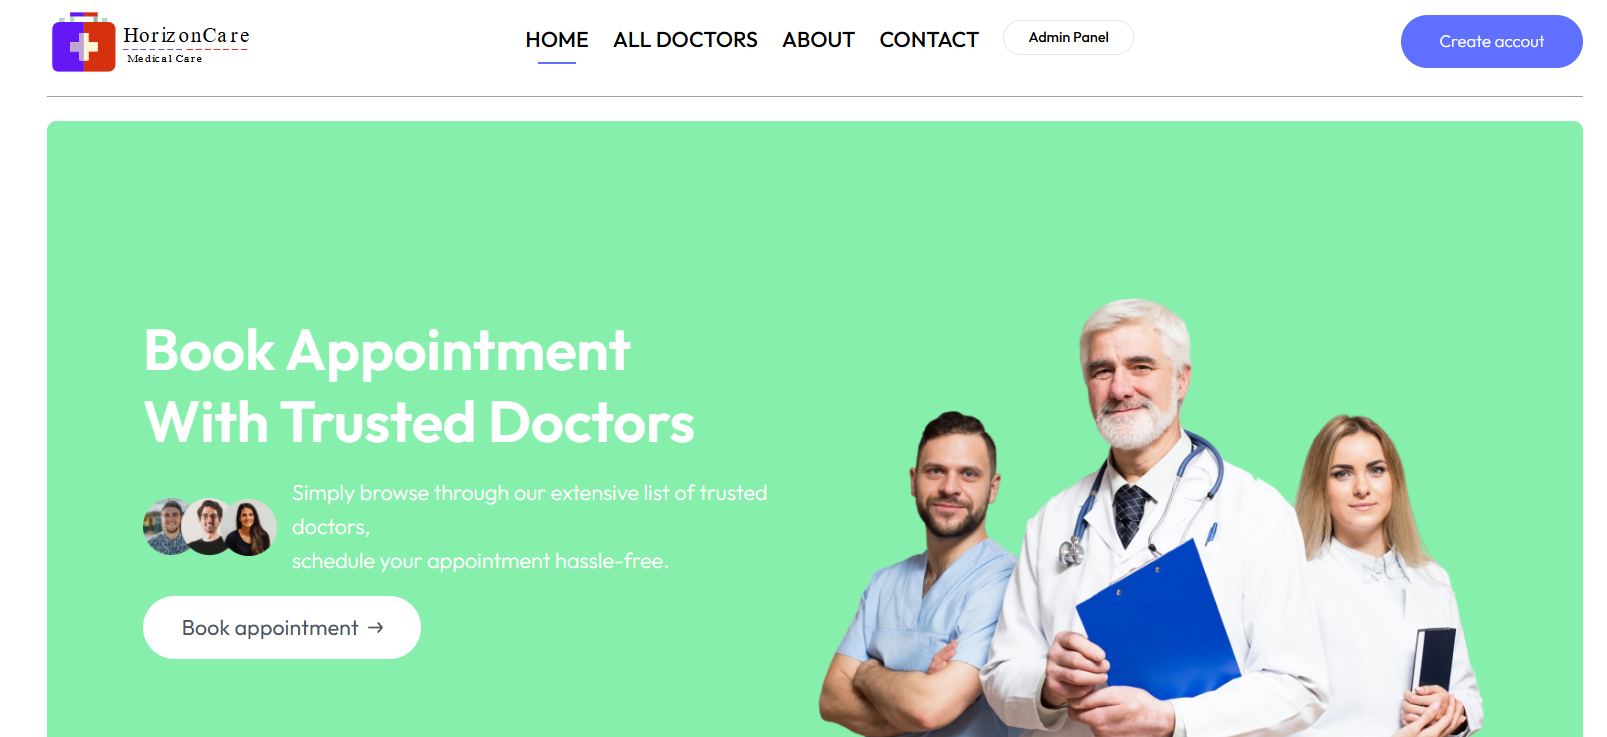 HorizonCare
Medical Care
HOME
ALL DOCTORS
ABOUT
CONTACT
Admin Panel
Create accout
Book Appointment
With Trusted Doctors
Simply browse through our extensive list of trusted
doctors,
schedule your appointment hassle-free.
Book appointment →